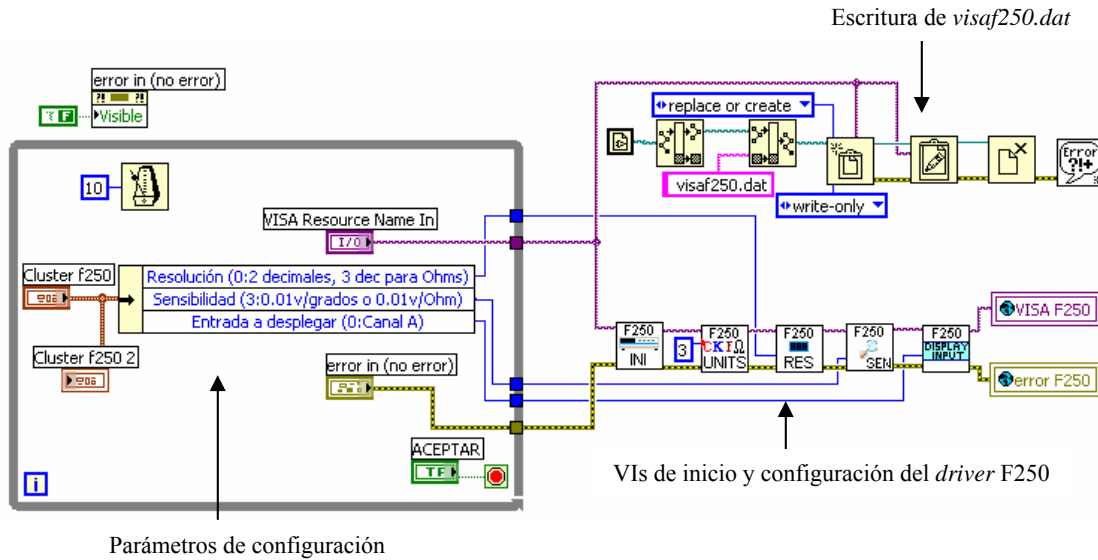 Escritura de visaf250.dat
error in (no error)
?! ?!
F
Visible
replace or create
visaf250.dat
write-only
Error
?!+
10
VISA Resource Name In
I/O
Cluster f250
Resolución (0:2 decimales, 3 dec para Ohms)
Sensibilidad (3:0.01v/grados o 0.01v/Ohm)
Entrada a desplegar (0:Canal A)
Cluster f250 2
error in (no error)
ACEPTAR
TF
i
F250
INI
3
F250
CKFΩ
UNITS
F250
RES
F250
SEN
F250
DISPLAY
INPUT
VISA F250
error F250
VIs de inicio y configuración del driver F250
Parámetros de configuración